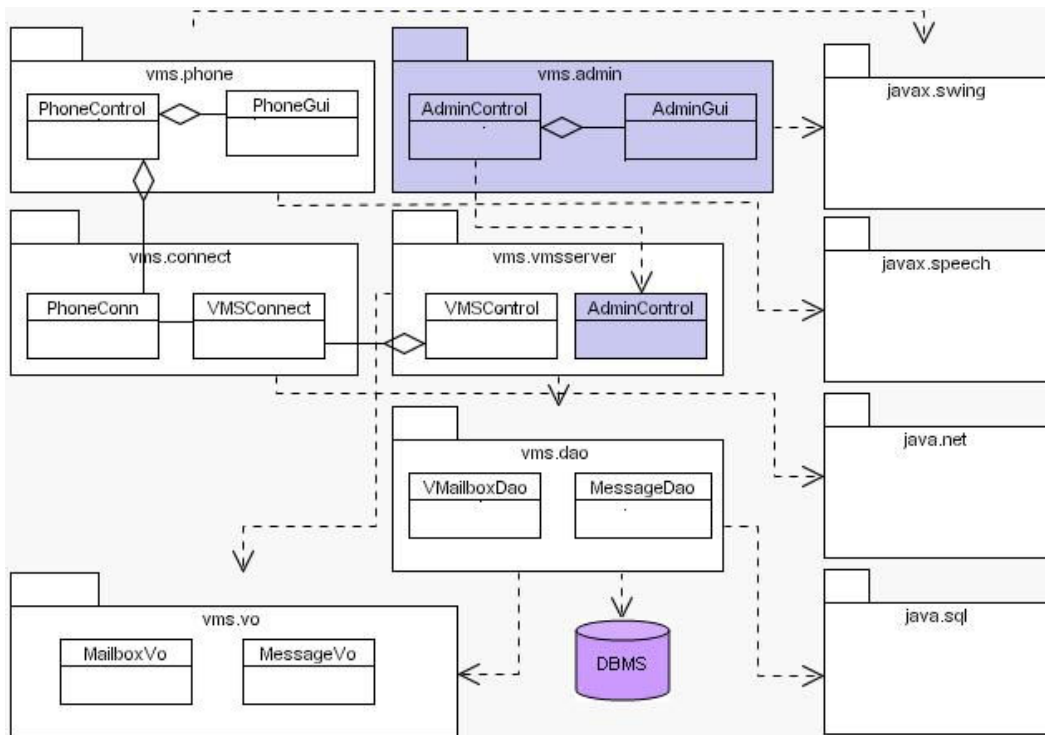 vms.phone
PhoneControl
PhoneGui
vms.admin
AdminControl
AdminGui
javax.swing
vms.connect
PhoneConn
VMSConnect
vms.vmsserver
VMSControl
AdminControl
javax.speech
vms.dao
VMailboxDao
MessageDao
java.net
vms.vo
MailboxVo
MessageVo
DBMS
java.sql